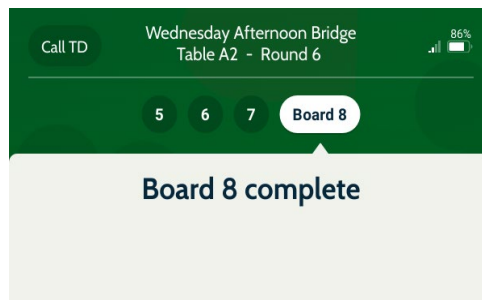 Call TD
Wednesday Afternoon Bridge
Table A2 - Round 6
86%
5 6 7 Board 8
Board 8 complete